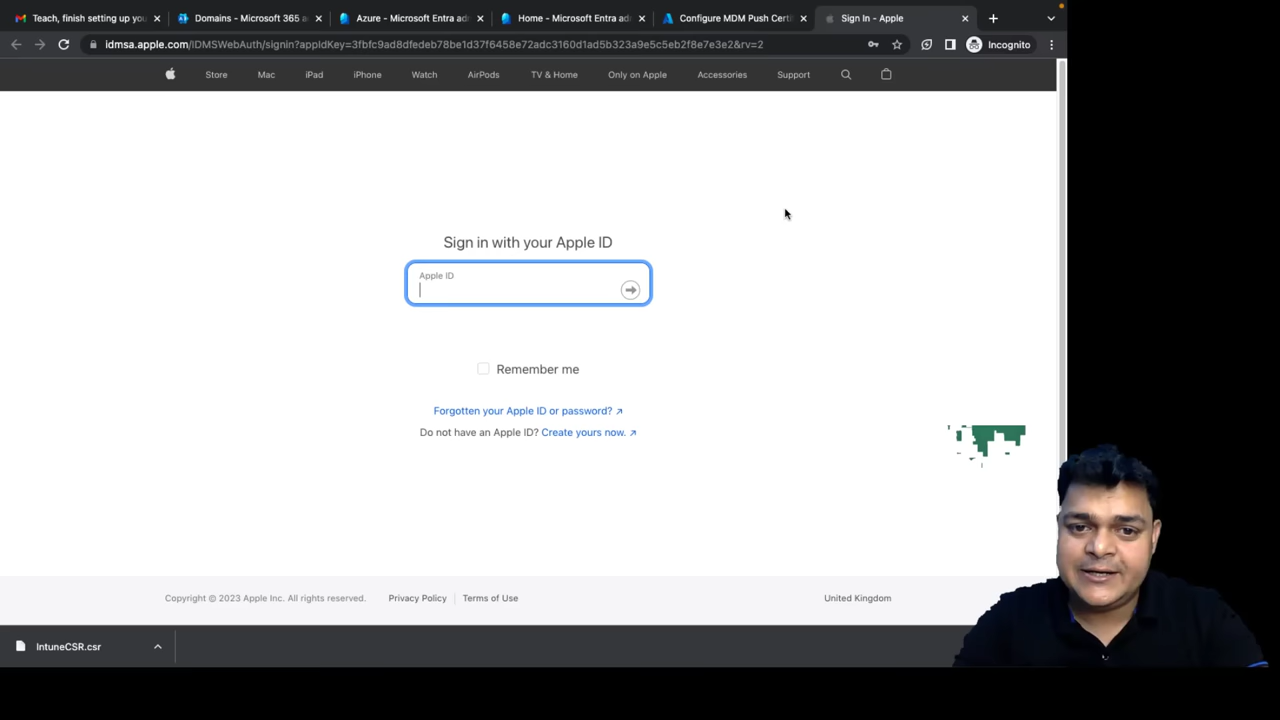 Teach, finish setting up you
Domains - Microsoft 365 a
Azure - Microsoft Entra adr
Home - Microsoft Entra adr
Configure MDM Push Certi
Sign In - Apple
idmsa.apple.com/IDMSWebAuth/signin?appIdKey=3fbfc9ad8dfedeb78be1d37f6458e72adc3160d1ad5b323a9e5c5eb2f8e7e3e2&rv=2
Incognito
Store Mac iPad iPhone Watch AirPods TV & Home Only on Apple Accessories Support
Sign in with your Apple ID
Apple ID
Remember me
Forgotten your Apple ID or password?
Do not have an Apple ID? Create yours now.
Copyright © 2023 Apple Inc. All rights reserved. Privacy Policy Terms of Use United Kingdom
IntuneCSR.csr